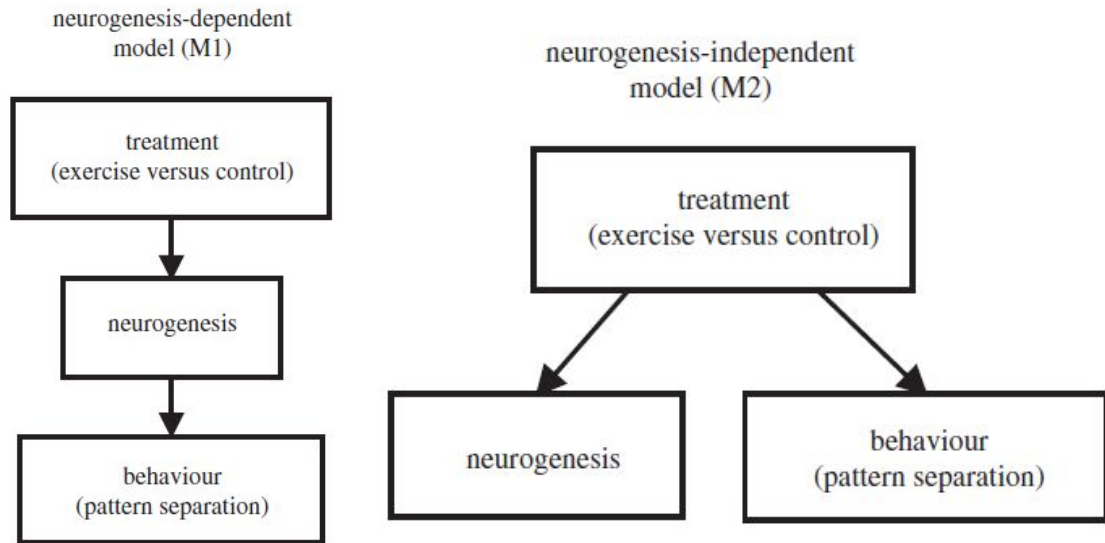 neurogenesis-dependent
model (M1)
treatment
(exercise versus control)
neurogenesis
behaviour
(pattern separation)
neurogenesis-independent
model (M2)
treatment
(exercise versus control)
neurogenesis
behaviour
(pattern separation)